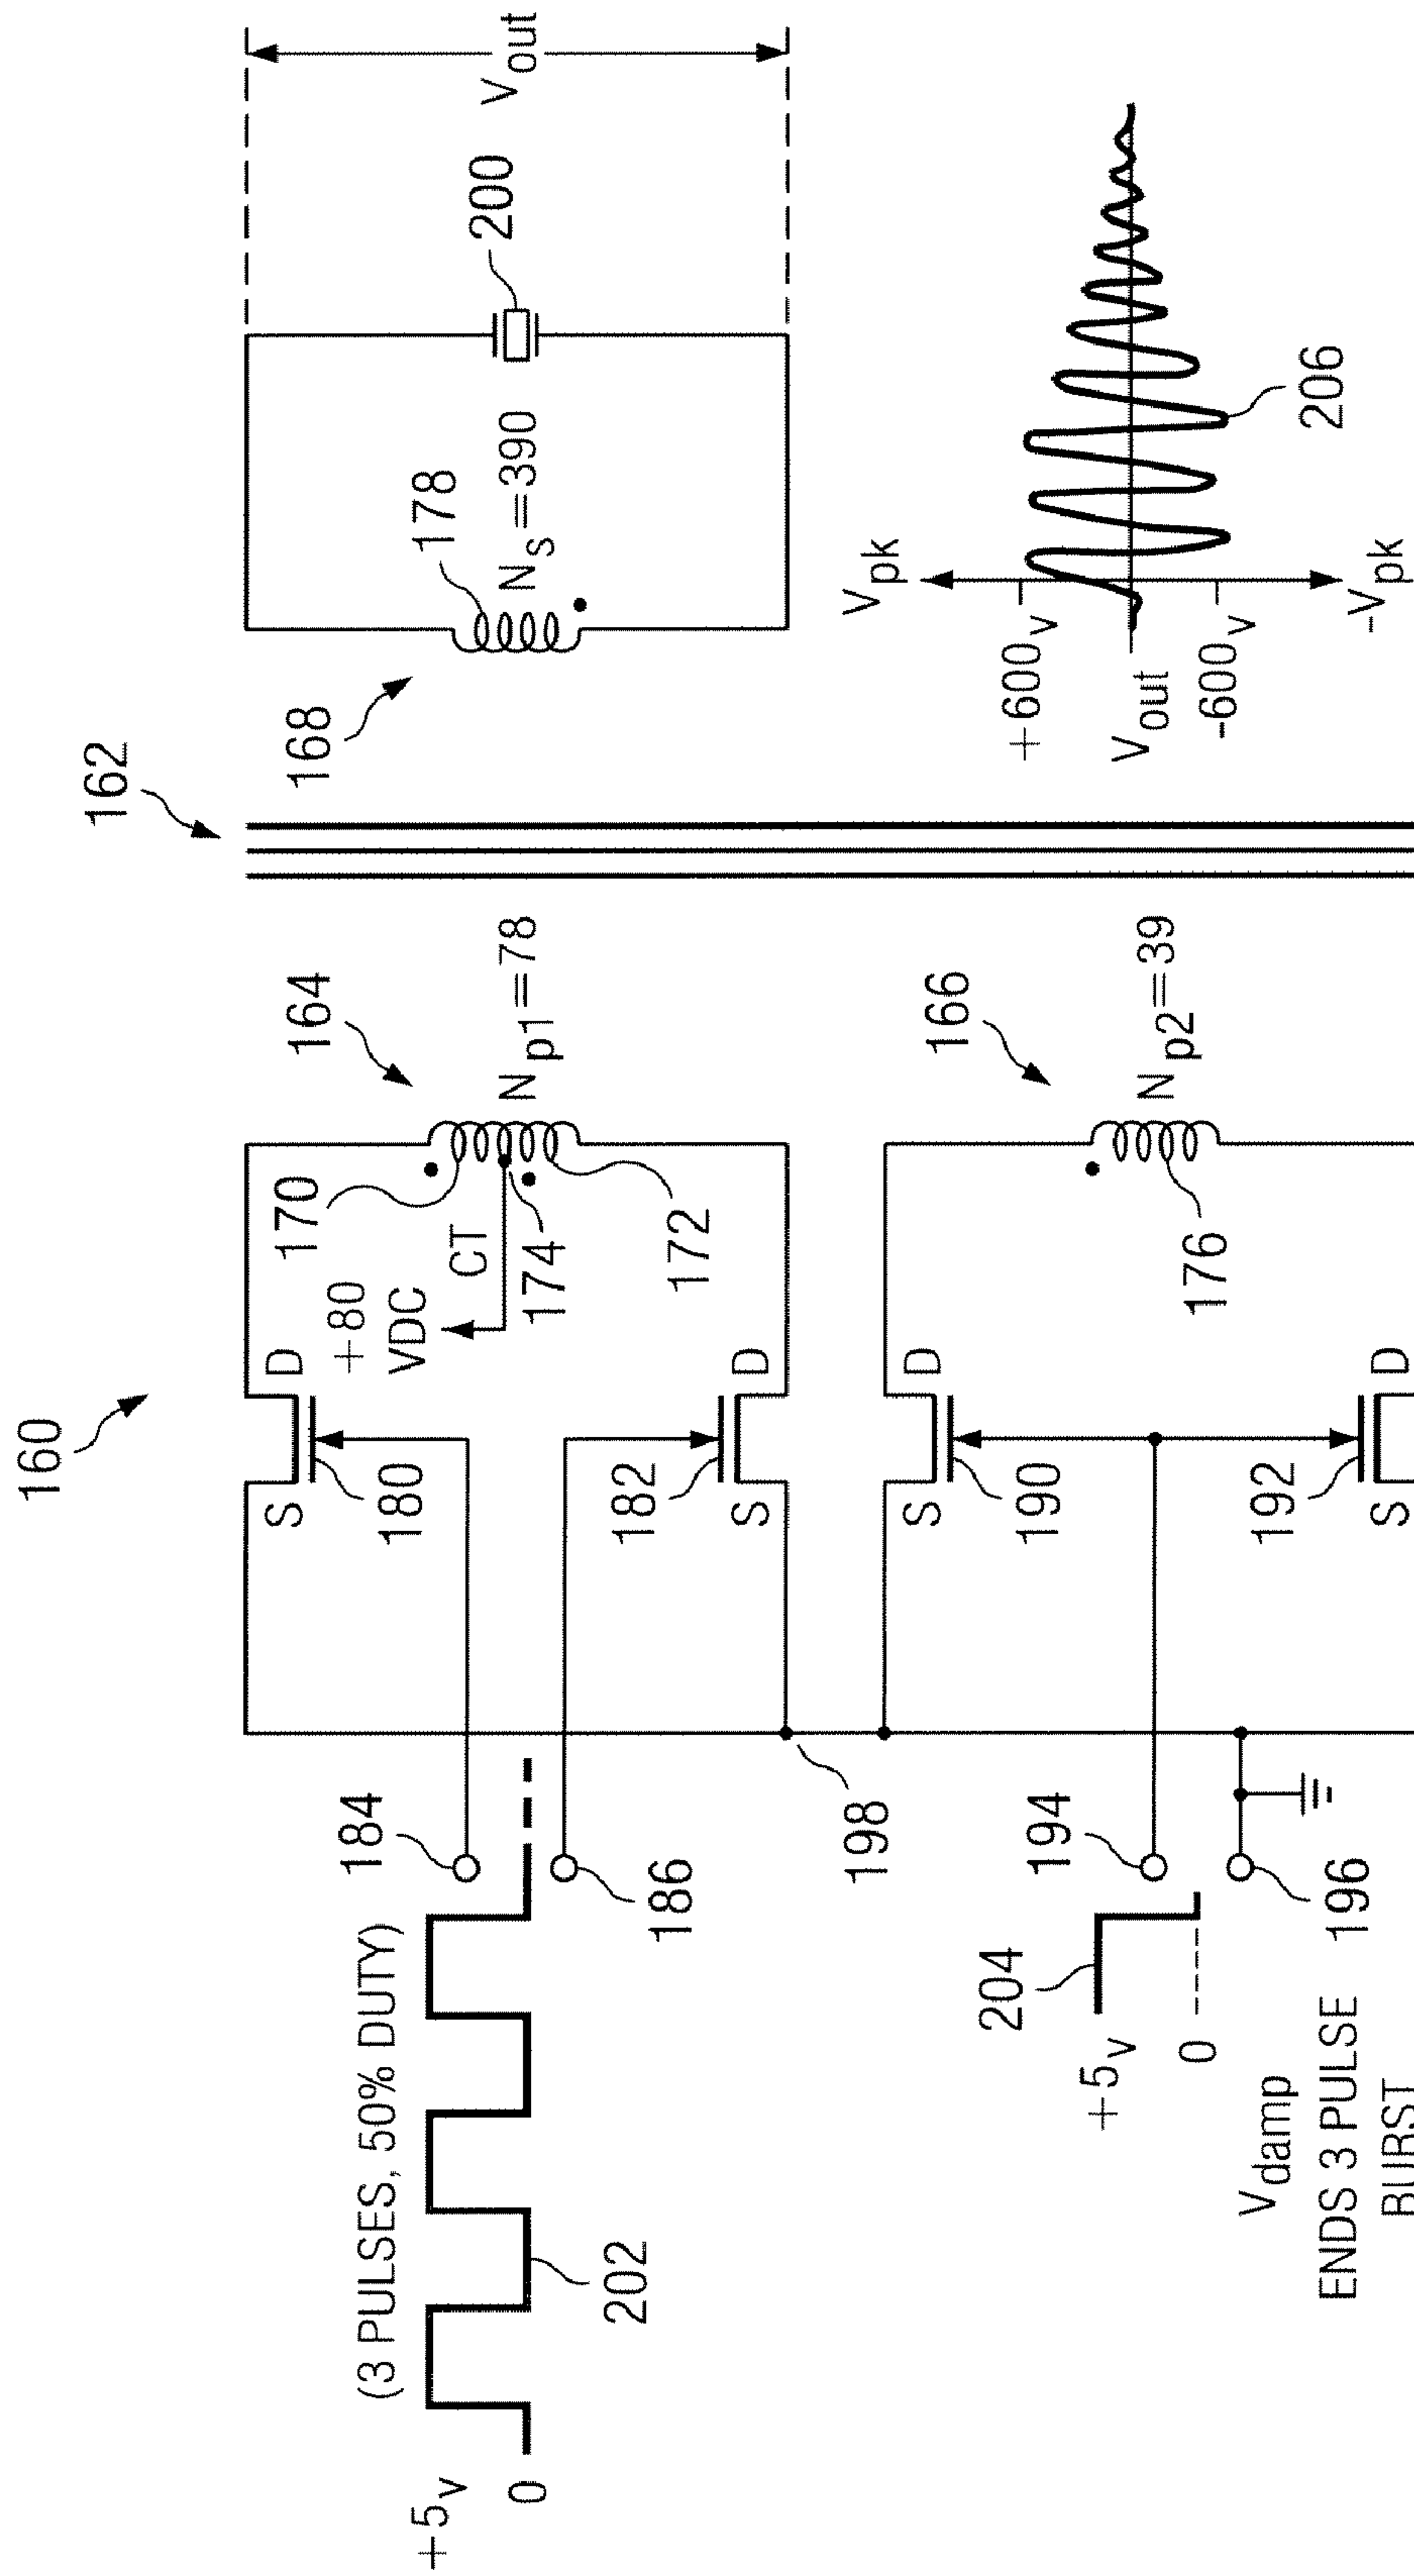 160
162
(3 PULSES, 50% DUTY)
+5v
0
202
184
186
S
D
180
182
S
D
198
+80
VDC
CT
170
174
172
164
Np1=78
168
178
NS=390
200
Vout
Vdamp
ENDS 3 PULSE
BURST
+5v
0
204
194
196
S
D
190
192
S
D
166
Np2=39
176
Vpk
+600v
Vout
-600v
-Vpk
206